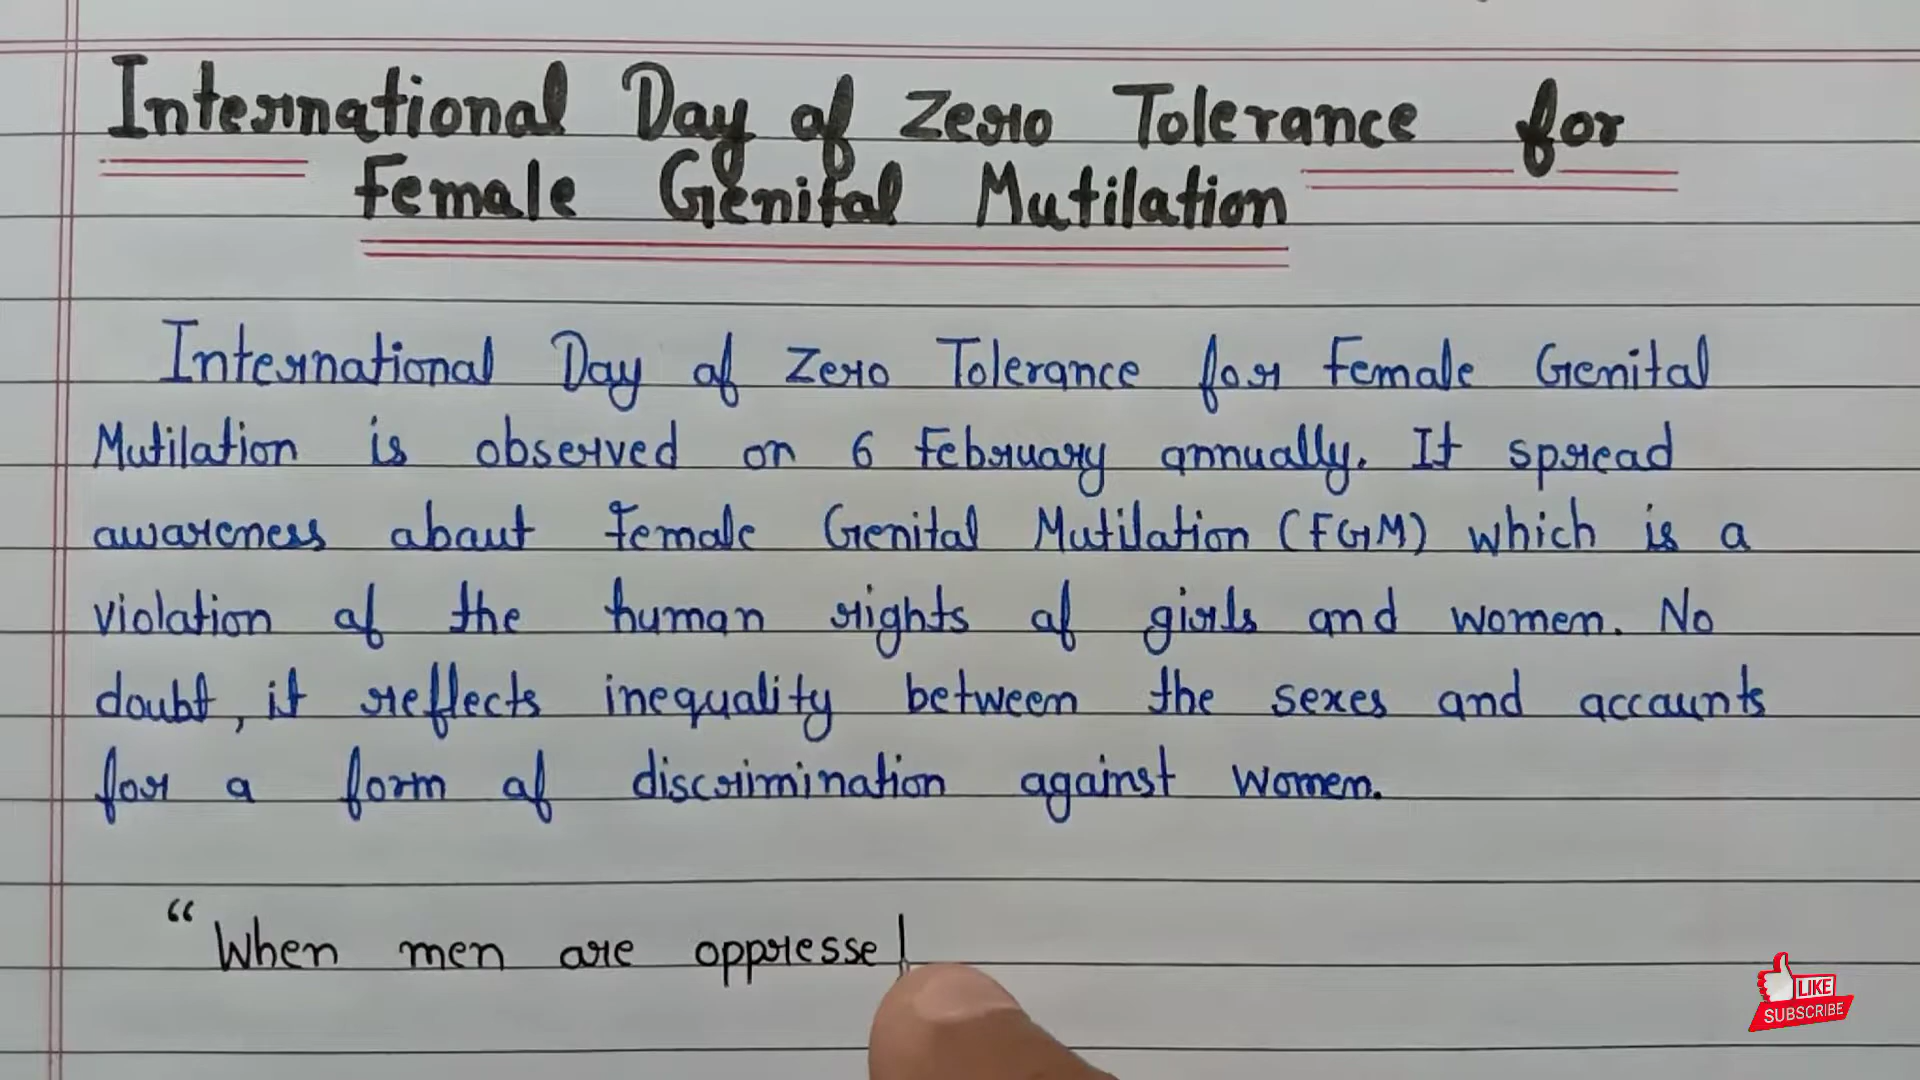 International Day of Zero Tolerance for
Female Genital Mutilation
International Day of Zero Tolerance for Female Genital
Mutilation is observed on 6 February annually. It spread
awareness about Female Genital Mutilation (FGM) which is a
violation of the human rights of girls and women. No
doubt, it reflects inequality between the sexes and accounts
for a form of discrimination against women.
“When men are oppresse
LIKE
SUBSCRIBE